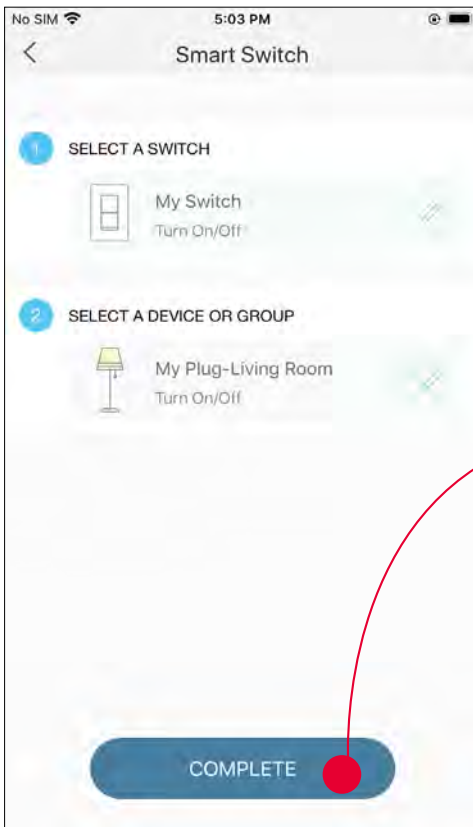 No SIM 5:03 PM
Smart Switch
1 SELECT A SWITCH
My Switch
Turn On/Off
2 SELECT A DEVICE OR GROUP
My Plug-Living Room
Turn On/Off
COMPLETE